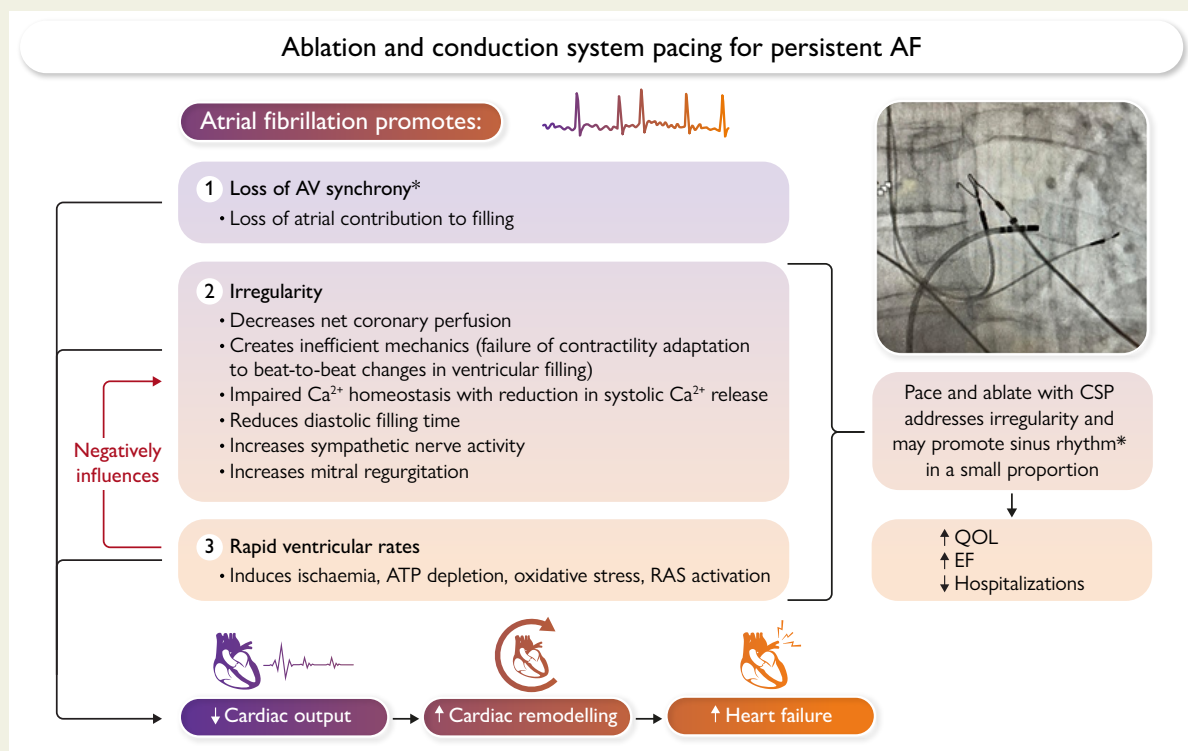 Ablation and conduction system pacing for persistent AF
Atrial fibrillation promotes:
1 Loss of AV synchrony*
• Loss of atrial contribution to filling
2 Irregularity
• Decreases net coronary perfusion
• Creates inefficient mechanics (failure of contractility adaptation
to beat-to-beat changes in ventricular filling)
• Impaired Ca²⁺ homeostasis with reduction in systolic Ca²⁺ release
• Reduces diastolic filling time
• Increases sympathetic nerve activity
• Increases mitral regurgitation
Negatively
influences
3 Rapid ventricular rates
• Induces ischaemia, ATP depletion, oxidative stress, RAS activation
Pace and ablate with CSP
addresses irregularity and
may promote sinus rhythm*
in a small proportion
↑ QOL
↑ EF
↓ Hospitalizations
↓ Cardiac output
↑ Cardiac remodelling
↑ Heart failure